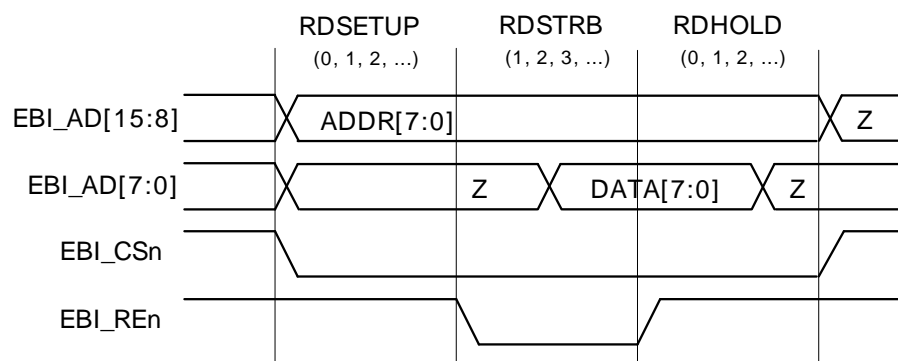 RDSETUP RDSTRB RDHOLD
(0, 1, 2, ...) (1, 2, 3, ...) (0, 1, 2, ...)
EBI_AD[15:8] ADDR[7:0] Z
EBI_AD[7:0] Z DATA[7:0] Z
EBI_CSn
EBI_REn